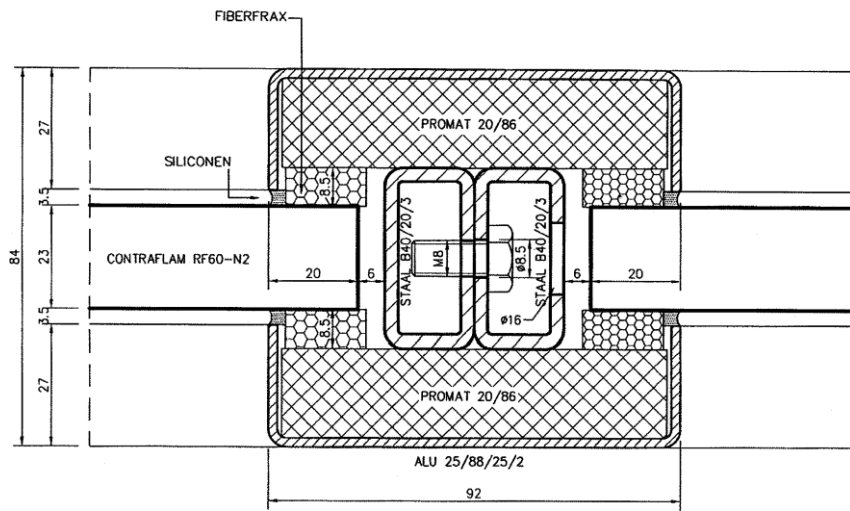 FIBERFRAX
PROMAT 20/86
SILICONEN
27
3.5
84
23
3.5
27
8.5
STAAL B40/20/3
STAAL B40/20/3
CONTRAFLAM RF60-N2
M8
ø8.5
20
6
6
20
ø16
8.5
PROMAT 20/86
ALU 25/88/25/2
92